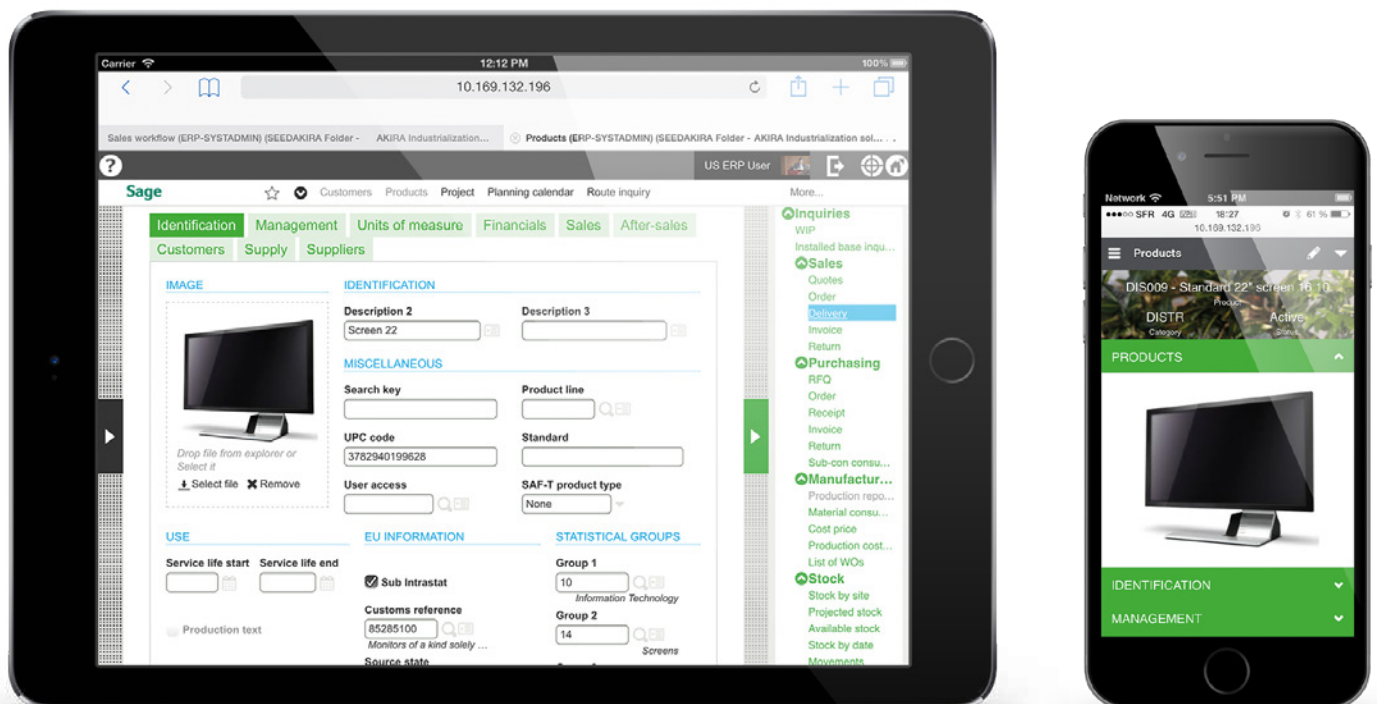 Carrier 12:12 PM 100%
10.169.132.196
Sales workflow (ERP-SYSTADMIN) (SEEDAKIRA Folder - AKIRA Industrialization... Products (ERP-SYSTADMIN) (SEEDAKIRA Folder - AKIRA Industrialization sol...
? US ERP User
Sage Customers Products Project Planning calendar Route inquiry More...
Identification Management Units of measure Financials Sales After-sales
Customers Supply Suppliers
IMAGE
Drop file from explorer or
Select it
Select file Remove
IDENTIFICATION
Description 2 Description 3
Screen 22
MISCELLANEOUS
Search key Product line
UPC code Standard
3782940199628
User access SAF-T product type
None
USE
Service life start Service life end
Production text
EU INFORMATION
Sub Intrastat
Customs reference
85285100
Monitors of a kind solely ...
Source state
STATISTICAL GROUPS
Group 1
10
Information Technology
Group 2
14
Screens
Inquiries
WIP
Installed base inqu...
Sales
Quotes
Order
Delivery
Invoice
Return
Purchasing
RFQ
Order
Receipt
Invoice
Return
Sub-con consu...
Manufactur...
Production repo...
Material consu...
Cost price
Production cost...
List of WOs
Stock
Stock by site
Projected stock
Available stock
Stock by date
Movements
Network 5:51 PM
SFR 4G 18:27 61 %
10.169.132.196
Products
DIS009 - Standard 22" screen 16:10
Product
DISTR Active
Category Status
PRODUCTS
IDENTIFICATION
MANAGEMENT